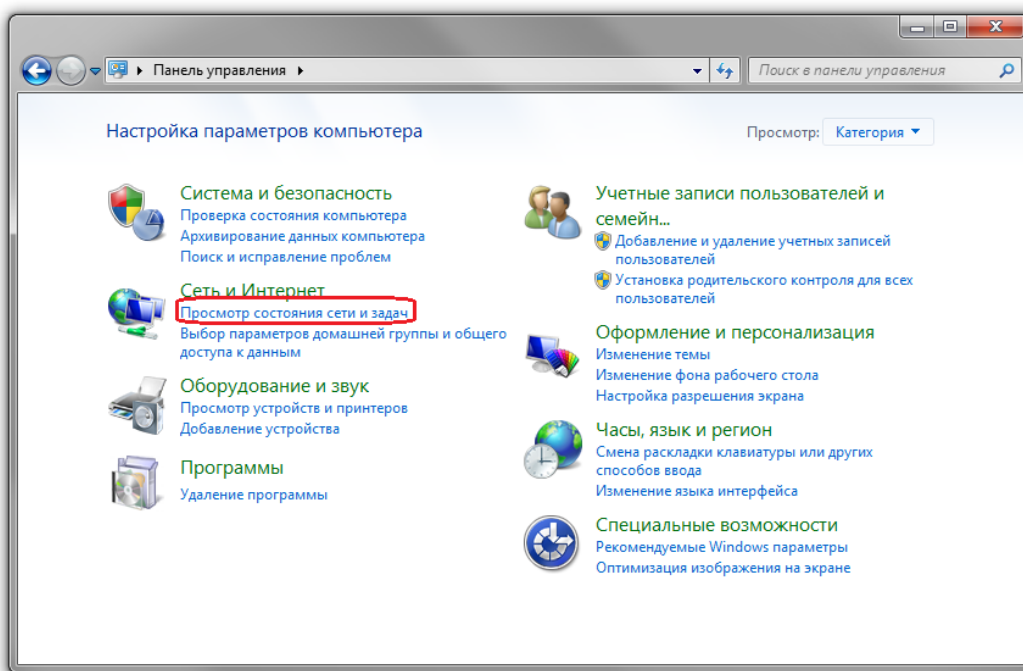 Панель управления
Поиск в панели управления
Настройка параметров компьютера
Просмотр: Категория
Система и безопасность
Проверка состояния компьютера
Архивирование данных компьютера
Поиск и исправление проблем
Сеть и Интернет
Просмотр состояния сети и задач
Выбор параметров домашней группы и общего
доступа к данным
Оборудование и звук
Просмотр устройств и принтеров
Добавление устройства
Программы
Удаление программы
Учетные записи пользователей и
семейн...
Добавление и удаление учетных записей
пользователей
Установка родительского контроля для всех
пользователей
Оформление и персонализация
Изменение темы
Изменение фона рабочего стола
Настройка разрешения экрана
Часы, язык и регион
Смена раскладки клавиатуры или других
способов ввода
Изменение языка интерфейса
Специальные возможности
Рекомендуемые Windows параметры
Оптимизация изображения на экране